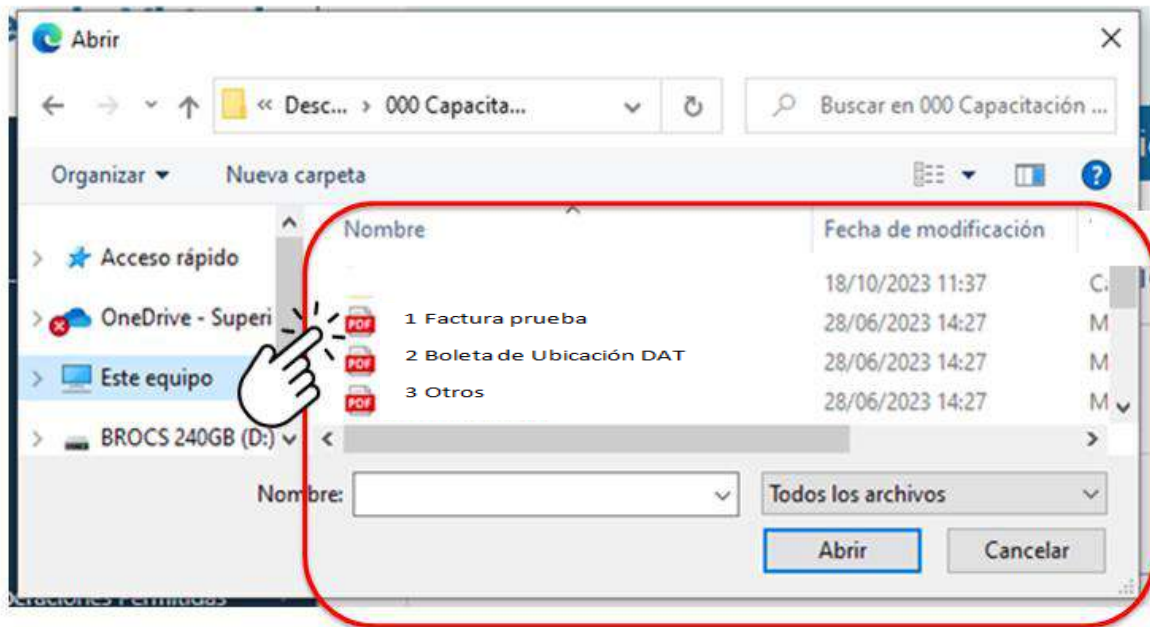 Abrir
« Desc... › 000 Capacita...
Buscar en 000 Capacitación ...
Organizar
Nueva carpeta
Nombre
Fecha de modificación
Acceso rápido
18/10/2023 11:37
OneDrive - Superi
PDF
1 Factura prueba
28/06/2023 14:27
M
PDF
2 Boleta de Ubicación DAT
28/06/2023 14:27
M
Este equipo
PDF
3 Otros
28/06/2023 14:27
M
BROCS 240GB (D:)
Nombre:
Todos los archivos
Abrir
Cancelar